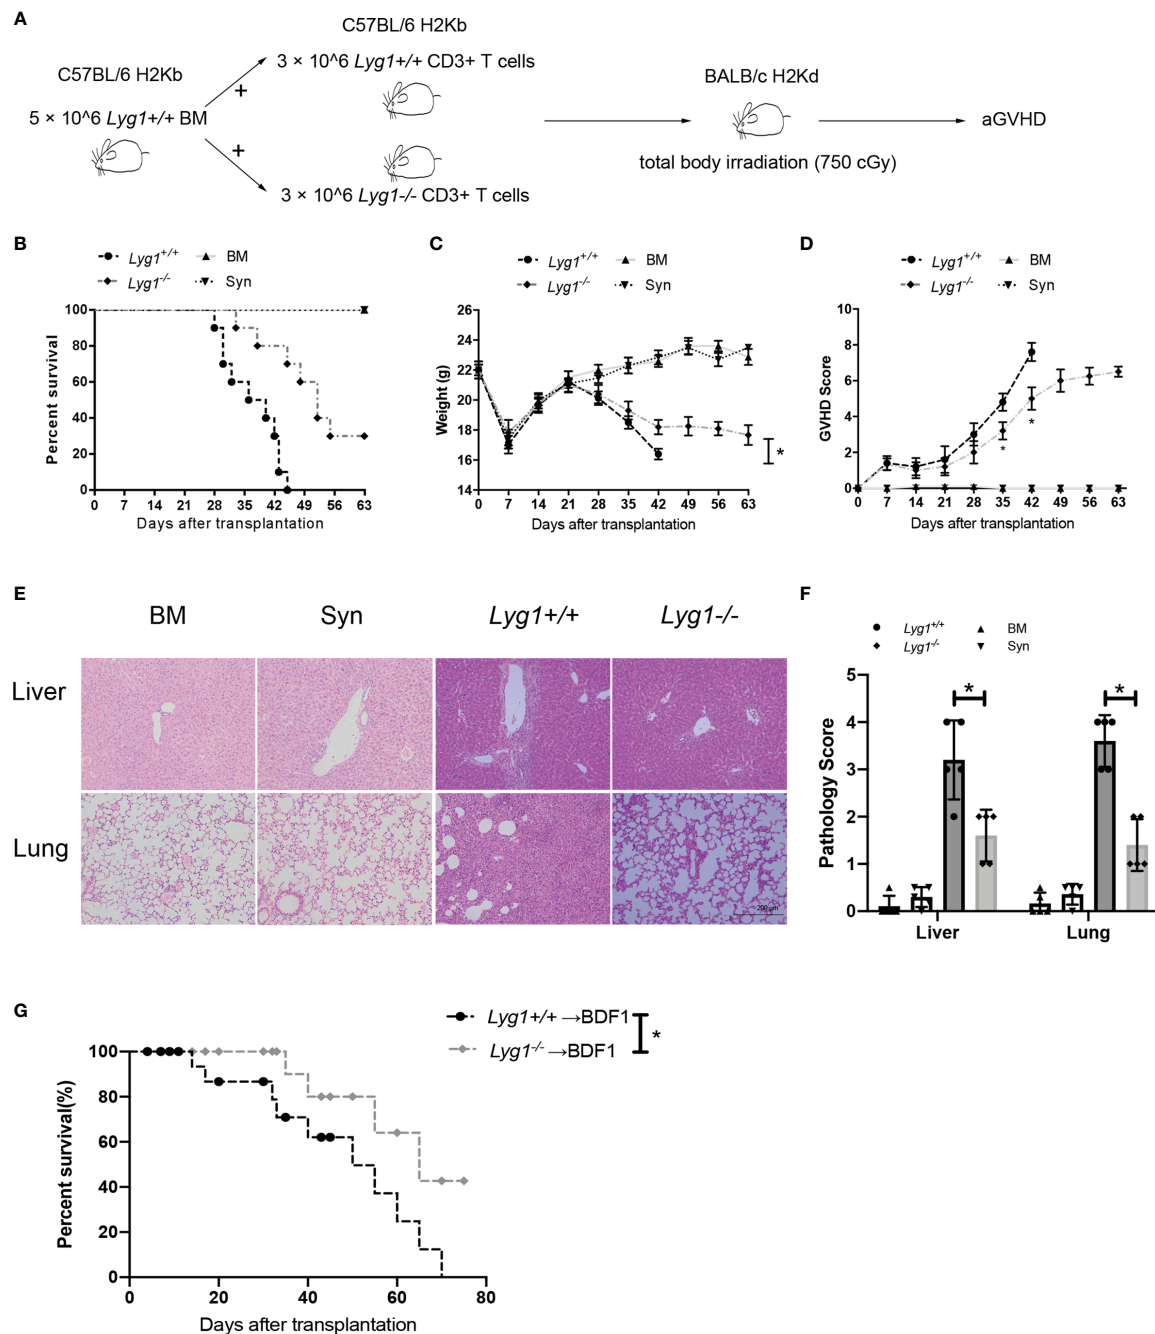 A
C57BL/6 H2Kb
C57BL/6 H2Kb
3 × 10^6 Lyg1+/+ CD3+ T cells
BALB/c H2Kd
5 × 10^6 Lyg1+/+ BM
+
+
aGVHD
total body irradiation (750 cGy)
3 × 10^6 Lyg1-/- CD3+ T cells
B
Lyg1+/+
BM
Lyg1-/-
Syn
Percent survival
100
80
60
40
20
0
0 7 14 21 28 35 42 49 56 63
Days after transplantation
C
Lyg1+/+
BM
Lyg1-/-
Syn
Weight (g)
26
24
22
20
18
16
14
*
0 7 14 21 28 35 42 49 56 63
Days after transplantation
D
Lyg1+/+
BM
Lyg1-/-
Syn
GVHD Score
10
8
6
4
2
0
*
*
0 7 14 21 28 35 42 49 56 63
Days after transplantation
E
BM Syn Lyg1+/+ Lyg1-/-
Liver
Lung
200 μm
F
Lyg1+/+
BM
Lyg1-/-
Syn
Pathology Score
5
4
3
2
1
0
*
*
Liver Lung
G
Lyg1+/+ →BDF1
Lyg1-/- →BDF1
*
Percent survival(%)
100
80
60
40
20
0
0 20 40 60 80
Days after transplantation